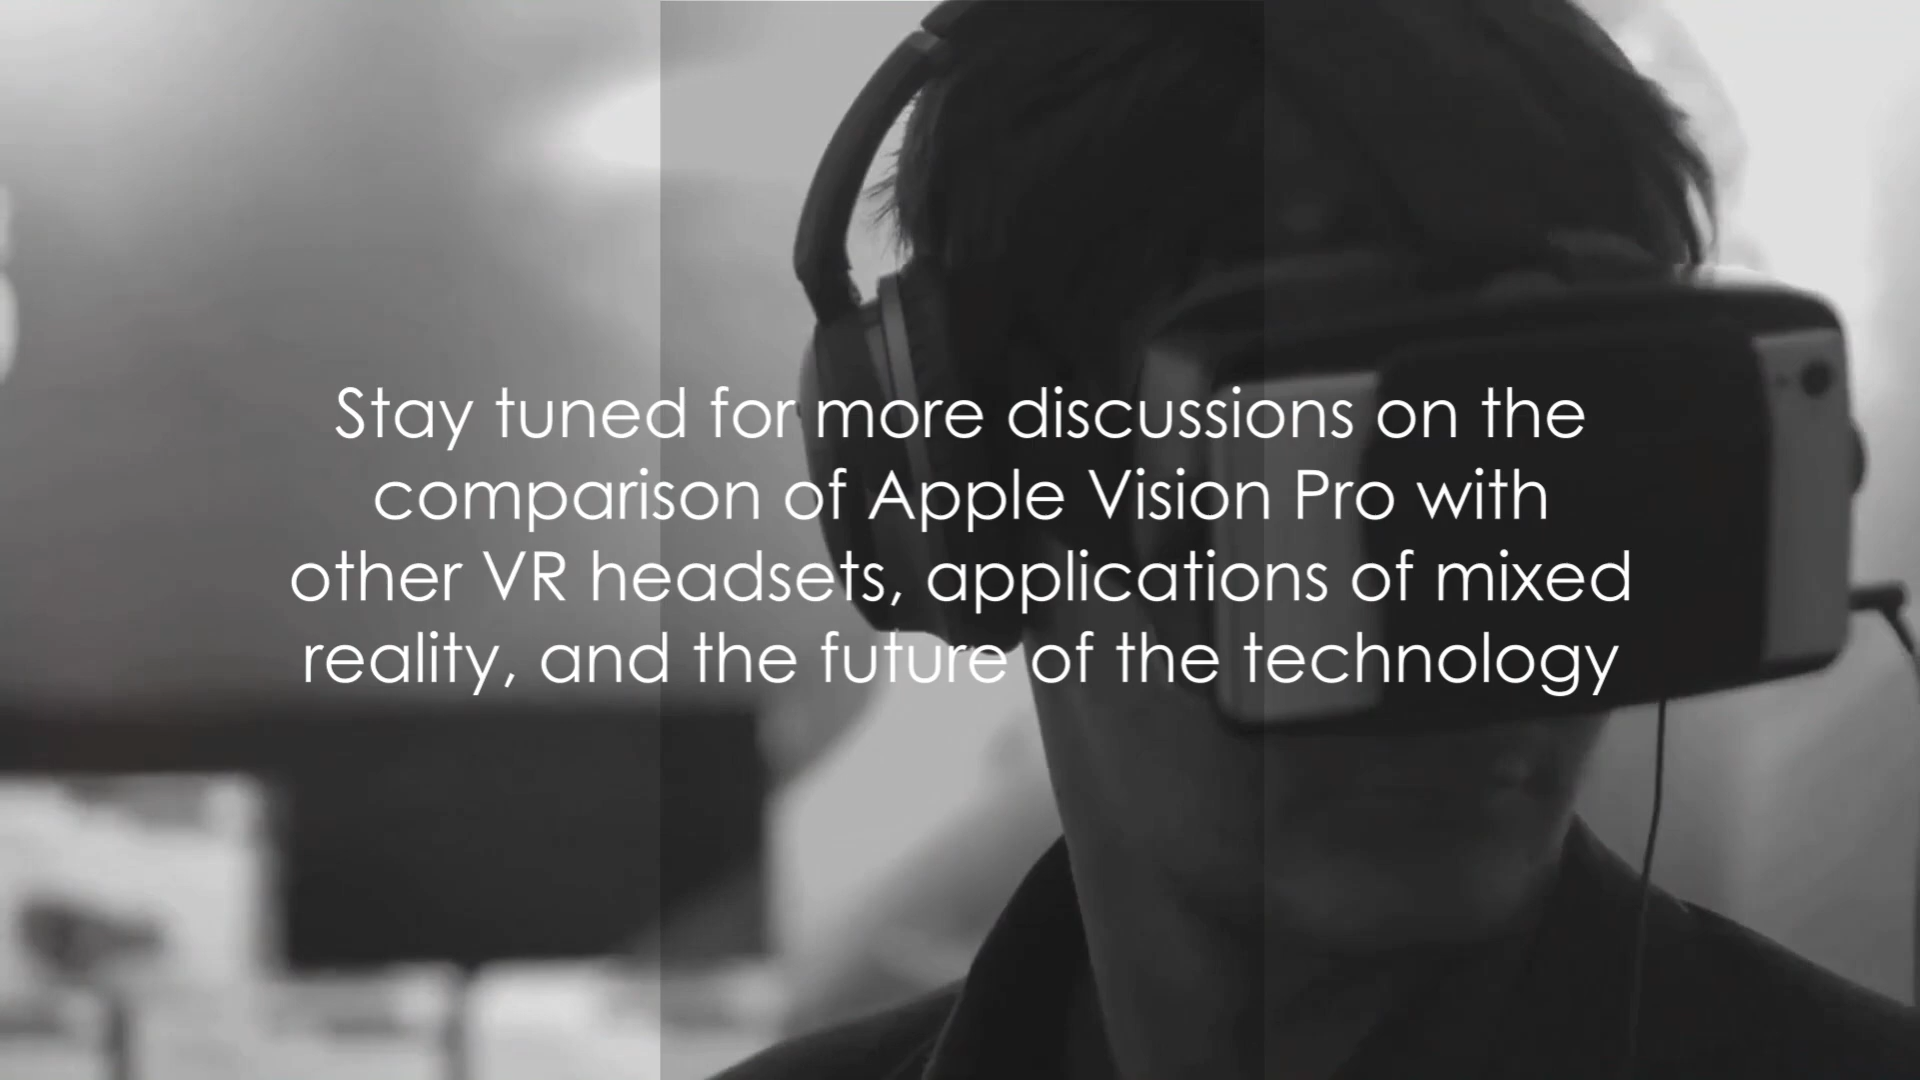 Stay tuned for more discussions on the
comparison of Apple Vision Pro with
other VR headsets, applications of mixed
reality, and the future of the technology